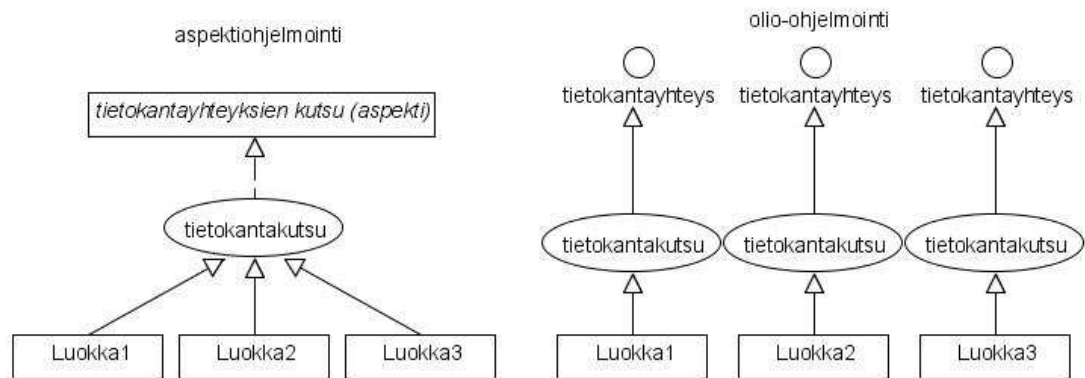 aspektiohjelmointi
tietokantayhteyksien kutsu (aspekti)
tietokantakutsu
Luokka1 Luokka2 Luokka3
olio-ohjelmointi
tietokantayhteys tietokantayhteys tietokantayhteys
tietokantakutsu tietokantakutsu tietokantakutsu
Luokka1 Luokka2 Luokka3